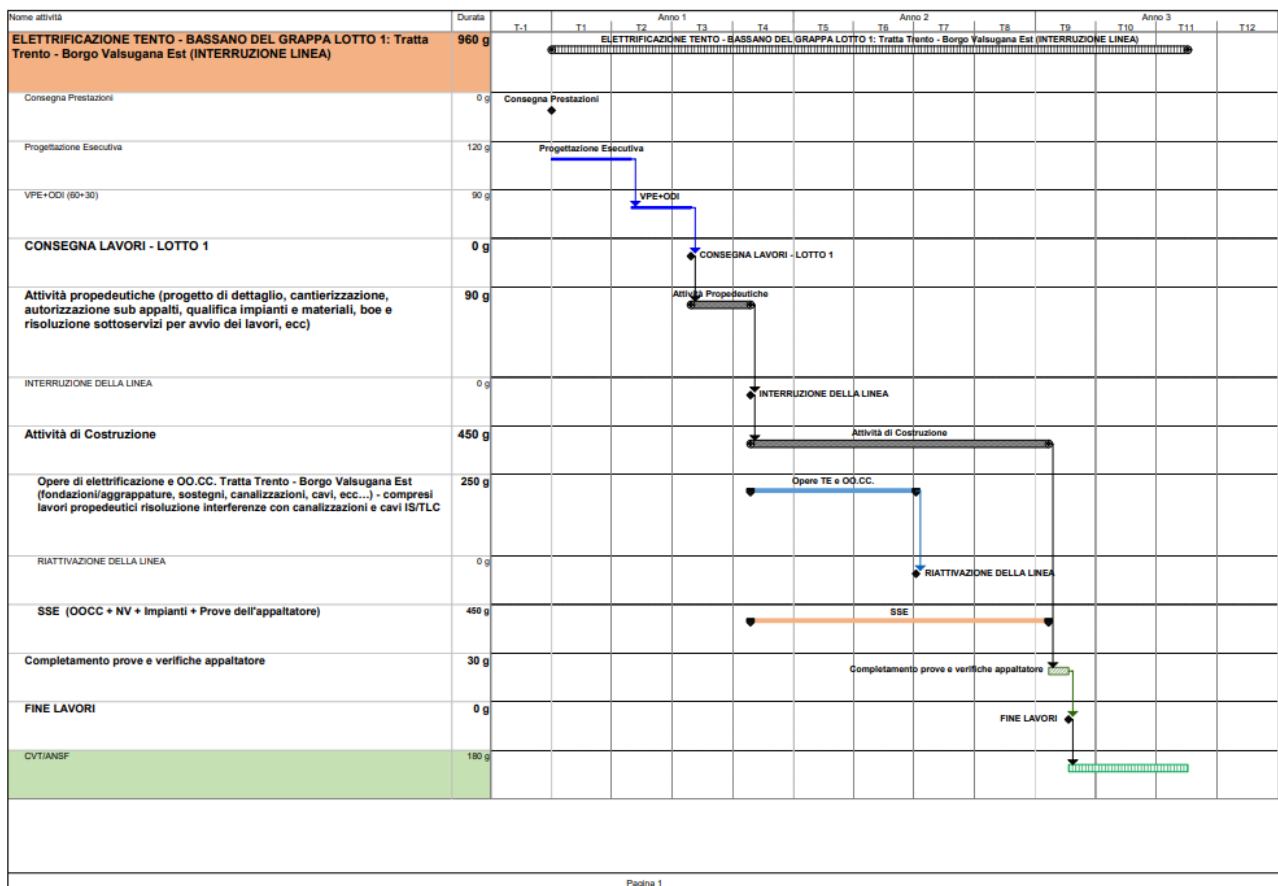 Nome attività Durata Anno 1 Anno 2 Anno 3
T-1 T1 T2 T3 T4 T5 T6 T7 T8 T9 T10 T11 T12
ELETTRIFICAZIONE TENTO - BASSANO DEL GRAPPA LOTTO 1: Tratta
Trento - Borgo Valsugana Est (INTERRUZIONE LINEA)
960 g
ELETTRIFICAZIONE TENTO - BASSANO DEL GRAPPA LOTTO 1: Tratta Trento - Borgo Valsugana Est (INTERRUZIONE LINEA)
Consegna Prestazioni 0 g Consegna Prestazioni
Progettazione Esecutiva 120 g Progettazione Esecutiva
VPE+ODI (60+30) 90 g VPE+ODI
CONSEGNA LAVORI - LOTTO 1 0 g CONSEGNA LAVORI - LOTTO 1
Attività propedeutiche (progetto di dettaglio, cantierizzazione,
autorizzazione sub appalti, qualifica impianti e materiali, boe e
risoluzione sottoservizi per avvio dei lavori, ecc)
90 g
Attività Propedeutiche
INTERRUZIONE DELLA LINEA 0 g INTERRUZIONE DELLA LINEA
Attività di Costruzione 450 g Attività di Costruzione
Opere di elettrificazione e OO.CC. Tratta Trento - Borgo Valsugana Est
(fondazioni/aggrappature, sostegni, canalizzazioni, cavi, ecc...) - compresi
lavori propedeutici risoluzione interferenze con canalizzazioni e cavi IS/TLC
250 g
Opere TE e OO.CC.
RIATTIVAZIONE DELLA LINEA 0 g RIATTIVAZIONE DELLA LINEA
SSE (OOCC + NV + Impianti + Prove dell'appaltatore) 450 g SSE
Completamento prove e verifiche appaltatore 30 g Completamento prove e verifiche appaltatore
FINE LAVORI 0 g FINE LAVORI
CVT/ANSF 180 g
Pagina 1